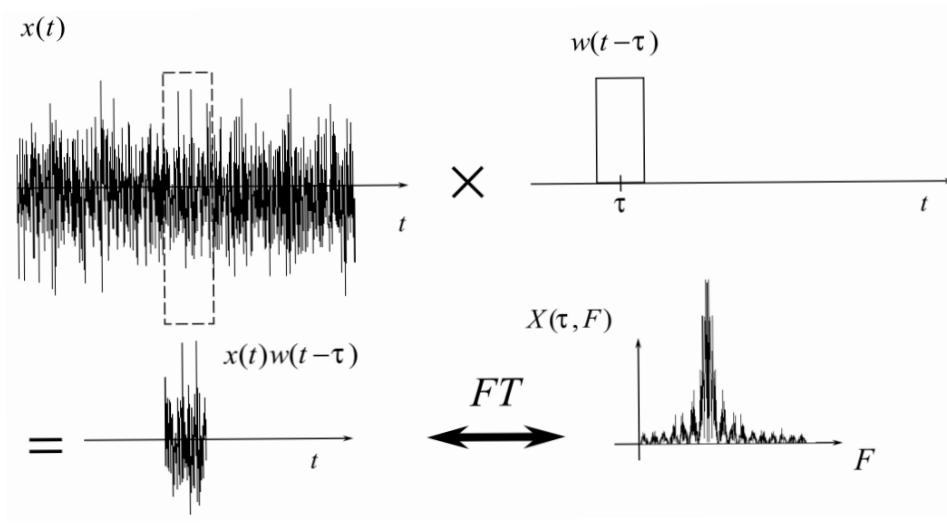 x(t)
w(t−τ)
×
τ
t
t
X(τ,F)
x(t)w(t−τ)
FT
=
t
F